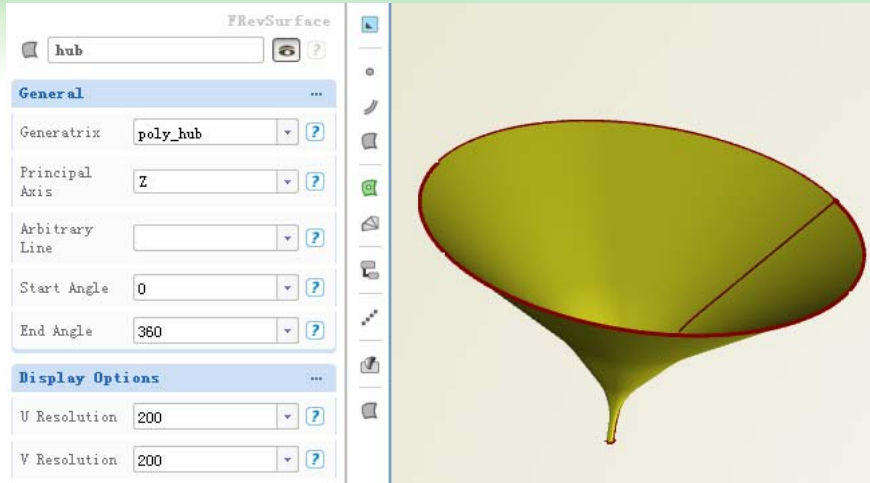 FRevSurface
hub
?
General ...
Generatrix poly_hub ?
Principal
Axis
Z ?
Arbitrary
Line
?
Start Angle 0 ?
End Angle 360 ?
Display Options ...
U Resolution 200 ?
V Resolution 200 ?